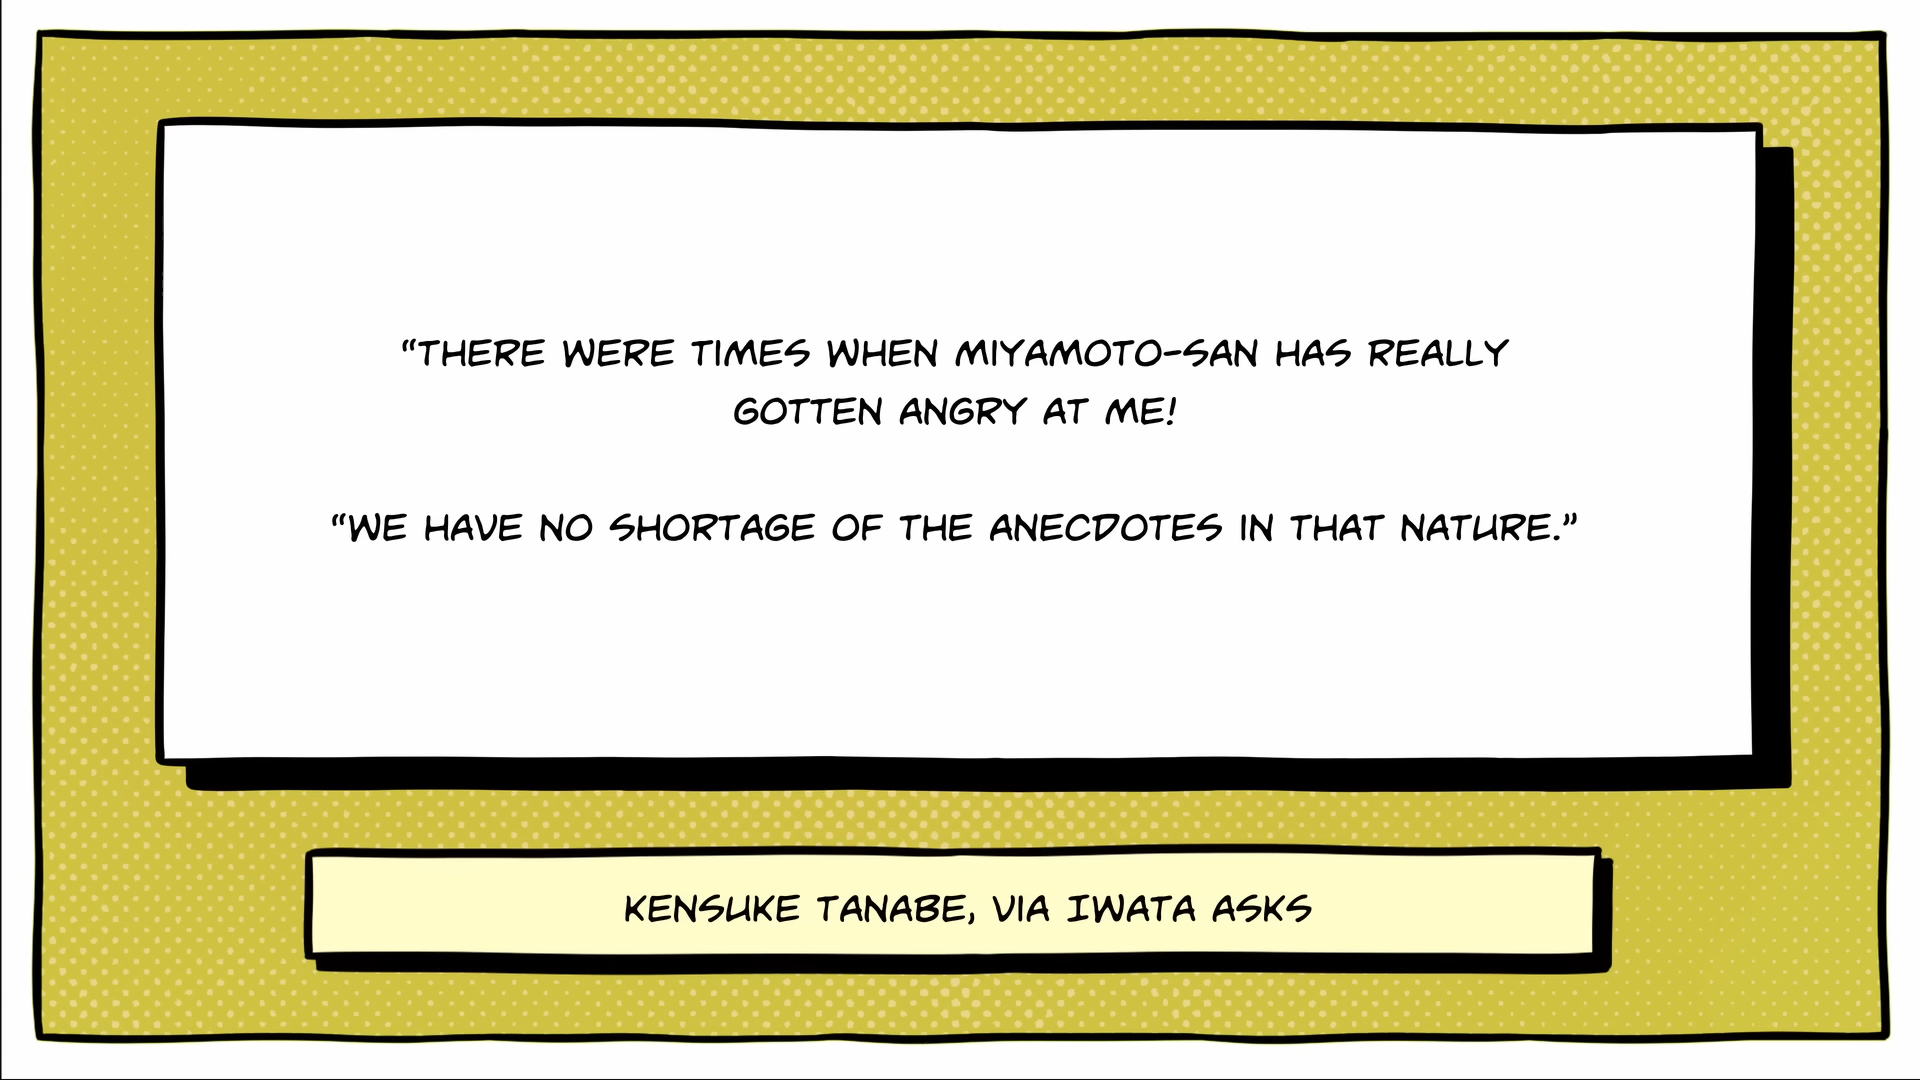 “THERE WERE TIMES WHEN MIYAMOTO-SAN HAS REALLY
GOTTEN ANGRY AT ME!
“WE HAVE NO SHORTAGE OF THE ANECDOTES IN THAT NATURE.”
KENSUKE TANABE, VIA IWATA ASKS